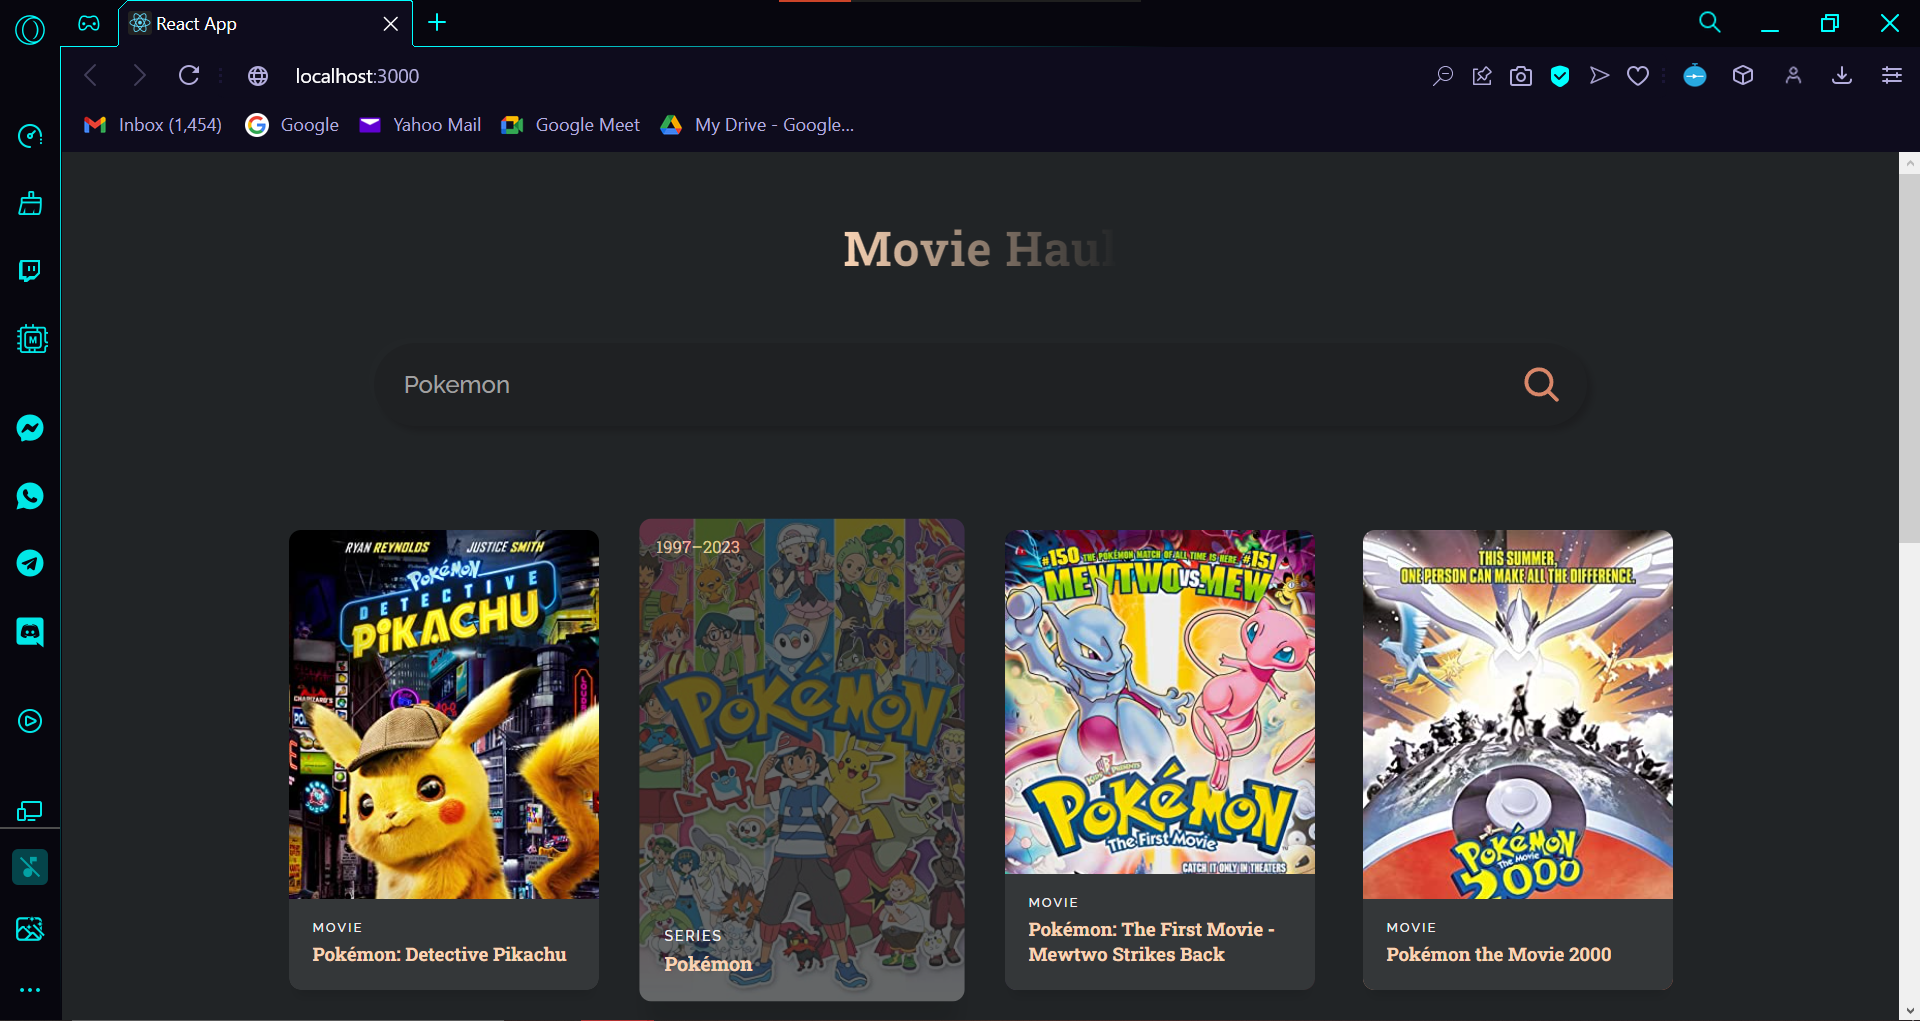 React App
localhost:3000
Inbox (1,454)
Google
Yahoo Mail
Google Meet
My Drive - Google...
Movie Haul
Pokemon
RYAN REYNOLDS JUSTICE SMITH
POKéMON
DETECTIVE
PIKACHU
MOVIE
Pokémon: Detective Pikachu
1997–2023
POKéMON
SERIES
Pokémon
#150 THE POKéMON MATCH OF ALL TIME IS HERE #151
MEWTWO VS. MEW
POKéMON
The First Movie
CATCH IT ONLY IN THEATERS
MOVIE
Pokémon: The First Movie -
Mewtwo Strikes Back
THIS SUMMER,
ONE PERSON CAN MAKE ALL THE DIFFERENCE.
POKéMON
The Movie
2000
MOVIE
Pokémon the Movie 2000